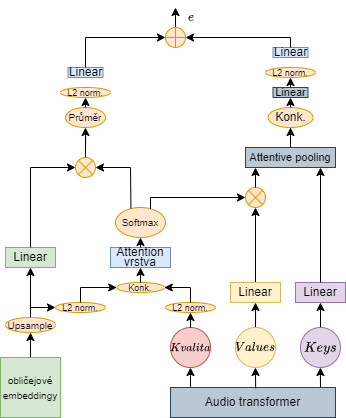 e
Linear
Linear
L2 norm.
L2 norm.
Linear
Průměr
Konk.
Attentive pooling
Softmax
Linear
Attention
vrstva
Konk.
Linear
Linear
L2 norm.
L2 norm.
Upsample
Kvalita
Values
Keys
obličejové
embeddingy
Audio transformer